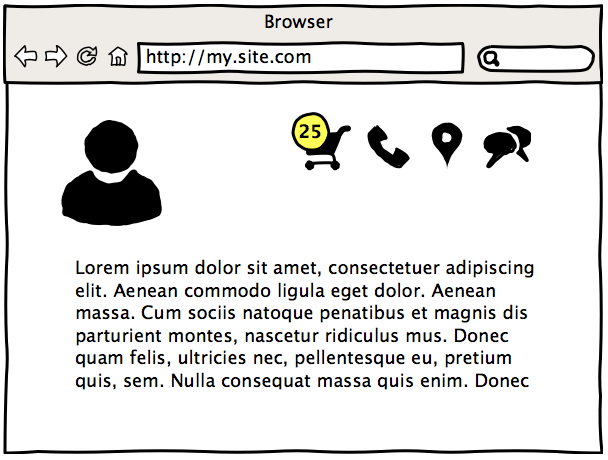 Browser
http://my.site.com
25
Lorem ipsum dolor sit amet, consectetuer adipiscing
elit. Aenean commodo ligula eget dolor. Aenean
massa. Cum sociis natoque penatibus et magnis dis
parturient montes, nascetur ridiculus mus. Donec
quam felis, ultricies nec, pellentesque eu, pretium
quis, sem. Nulla consequat massa quis enim. Donec